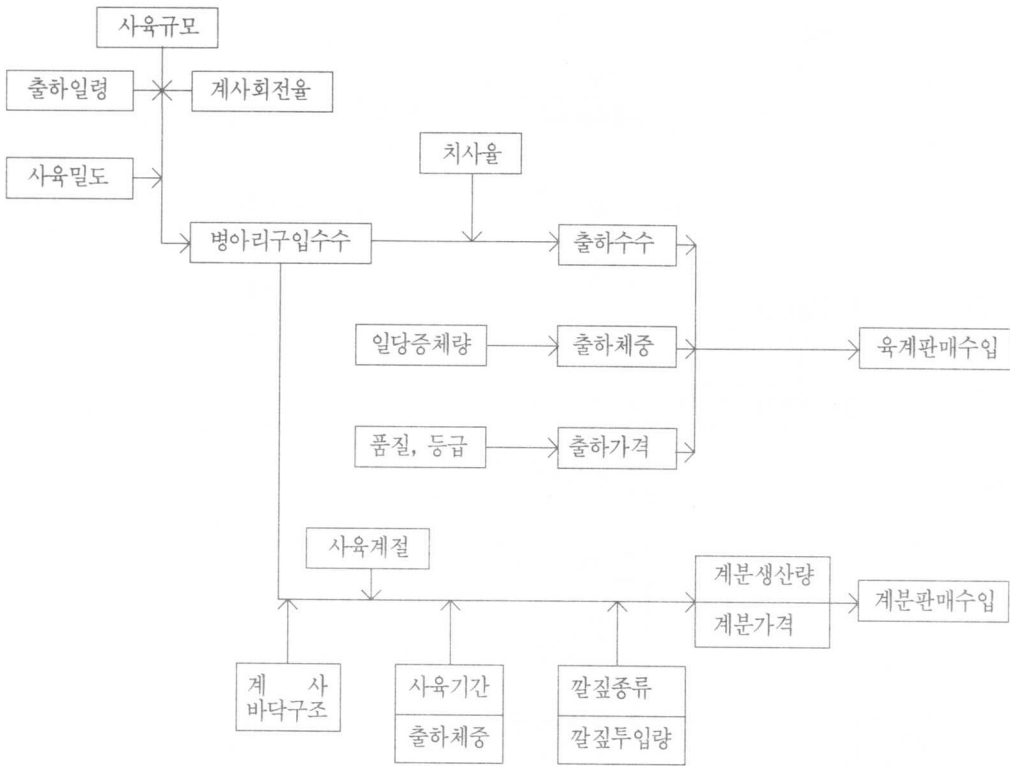 사육규모
출하일령
계사회전율
치사율
사육밀도
병아리구입수수
출하수수
일당증체량
출하체중
육계판매수입
품질, 등급
출하가격
사육계절
계분생산량
계분가격
계분판매수입
계 사
바닥구조
사육기간
출하체중
깔짚종류
깔짚투입량